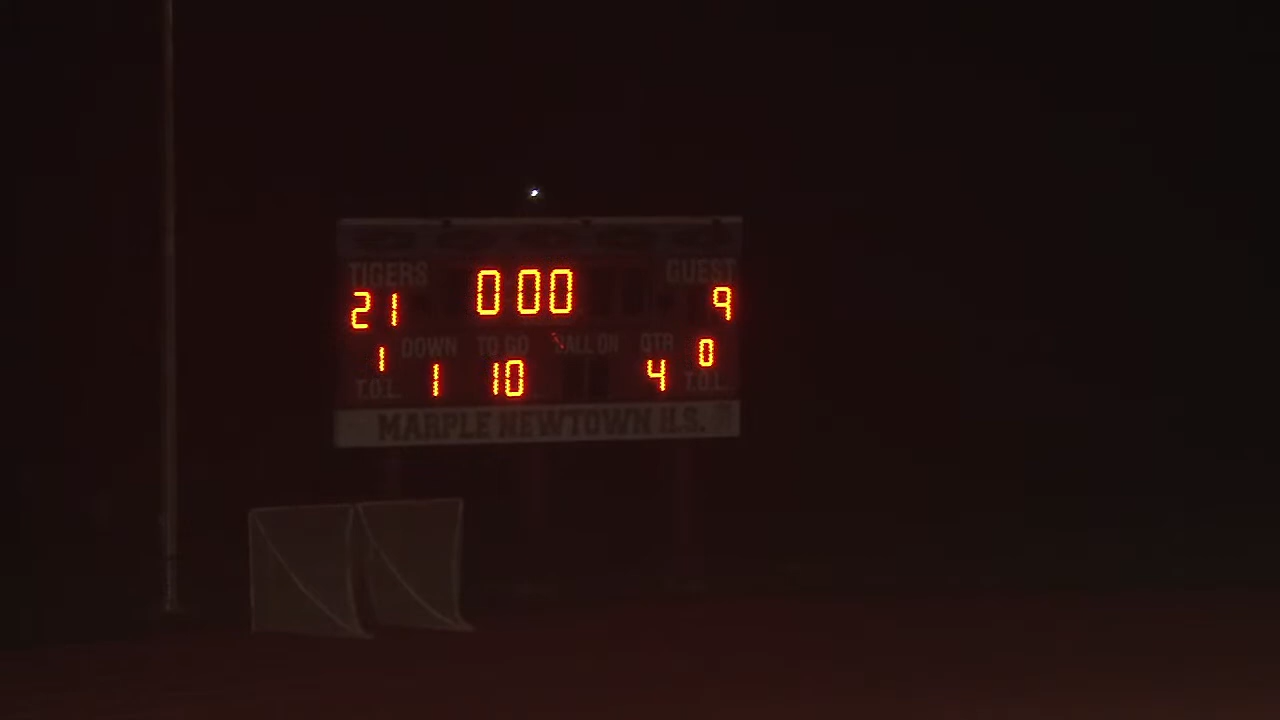 TIGERS 0:00 GUEST
21 9
DOWN TO GO BALL ON QTR
1 0
T.O.L. 1 10 4 T.O.L.
MARPLE NEWTOWN H.S.